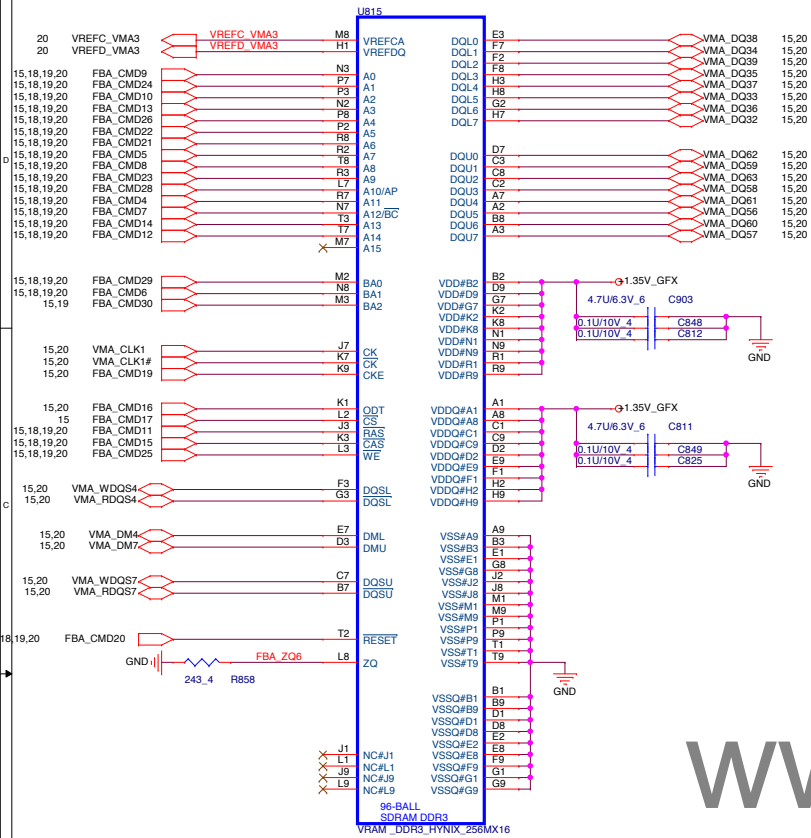 U815
20 VREFC_VMA3 VREFC_VMA3 M8 VREFCA E3 DQL0 VMA_DQ38 15,20
20 VREFD_VMA3 VREFD_VMA3 H1 VREFDQ F7 DQL1 VMA_DQ34 15,20
F2 DQL2 VMA_DQ39 15,20
15,18,19,20 FBA_CMD9 N3 A0 F8 DQL3 VMA_DQ35 15,20
15,18,19,20 FBA_CMD24 P7 A1 H3 DQL4 VMA_DQ37 15,20
15,18,19,20 FBA_CMD10 P3 A2 H8 DQL5 VMA_DQ33 15,20
15,18,19,20 FBA_CMD13 N2 A3 G2 DQL6 VMA_DQ36 15,20
15,18,19,20 FBA_CMD26 P8 A4 H7 DQL7 VMA_DQ32 15,20
15,18,19,20 FBA_CMD22 P2 A5
15,18,19,20 FBA_CMD21 R8 A6
15,18,19,20 FBA_CMD5 R2 A7 D7 DQU0 VMA_DQ62 15,20
D
15,18,19,20 FBA_CMD8 T8 A8 C3 DQU1 VMA_DQ59 15,20
15,18,19,20 FBA_CMD23 R3 A9 C8 DQU2 VMA_DQ63 15,20
15,18,19,20 FBA_CMD28 L7 A10/AP C2 DQU3 VMA_DQ58 15,20
15,18,19,20 FBA_CMD4 R7 A11 A7 DQU4 VMA_DQ61 15,20
15,18,19,20 FBA_CMD7 N7 A12/BC A2 DQU5 VMA_DQ56 15,20
15,18,19,20 FBA_CMD14 T3 A13 B8 DQU6 VMA_DQ60 15,20
15,18,19,20 FBA_CMD12 T7 A14 A3 DQU7 VMA_DQ57 15,20
M7 A15
15,18,19,20 FBA_CMD29 M2 BA0 B2 VDD#B2 +1.35V_GFX
15,18,19,20 FBA_CMD6 N8 BA1 D9 VDD#D9
15,19 FBA_CMD30 M3 BA2 G7 VDD#G7 4.7U/6.3V_6 C903
K2 VDD#K2
K8 VDD#K8 0.1U/10V_4 C848
N1 VDD#N1 0.1U/10V_4 C812
15,20 VMA_CLK1 J7 CK N9 VDD#N9
15,20 VMA_CLK1# K7 CK R1 VDD#R1 GND
15,20 FBA_CMD19 K9 CKE R9 VDD#R9
15,20 FBA_CMD16 K1 ODT A1 VDDQ#A1 +1.35V_GFX
15 FBA_CMD17 L2 CS A8 VDDQ#A8
15,18,19,20 FBA_CMD11 J3 RAS C1 VDDQ#C1 4.7U/6.3V_6 C811
15,18,19,20 FBA_CMD15 K3 CAS C9 VDDQ#C9
15,18,19,20 FBA_CMD25 L3 WE D2 VDDQ#D2 0.1U/10V_4 C849
E9 VDDQ#E9 0.1U/10V_4 C825
F1 VDDQ#F1
15,20 VMA_WDQS4 F3 DQSL H2 VDDQ#H2 GND
15,20 VMA_RDQS4 G3 DQSL H9 VDDQ#H9
C
15,20 VMA_DM4 E7 DML A9 VSS#A9
15,20 VMA_DM7 D3 DMU B3 VSS#B3
E1 VSS#E1
G8 VSS#G8
15,20 VMA_WDQS7 C7 DQSU J2 VSS#J2
15,20 VMA_RDQS7 B7 DQSU J8 VSS#J8
M1 VSS#M1
M9 VSS#M9
P1 VSS#P1
18,19,20 FBA_CMD20 T2 RESET P9 VSS#P9
T1 VSS#T1
GND FBA_ZQ6 L8 ZQ T9 VSS#T9
243_4 R858
GND
B1 VSSQ#B1
B9 VSSQ#B9
D1 VSSQ#D1
D8 VSSQ#D8
E2 VSSQ#E2
J1 NC#J1 E8 VSSQ#E8
L1 NC#L1 F9 VSSQ#F9
J9 NC#J9 G1 VSSQ#G1
L9 NC#L9 G9 VSSQ#G9
96-BALL
SDRAM DDR3
VRAM _DDR3_HYNIX_256MX16